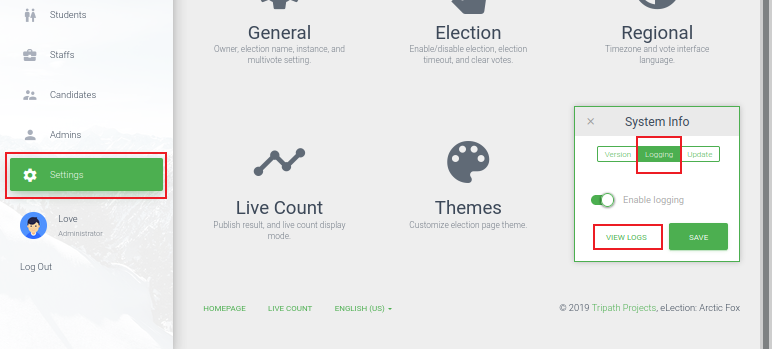 Students
Staffs
Candidates
Admins
Settings
Love
Administrator
Log Out
General
Owner, election name, instance, and
multivote setting.
Election
Enable/disable election, election
timeout, and clear votes.
Regional
Timezone and vote interface
language.
Live Count
Publish result, and live count display
mode.
Themes
Customize election page theme.
× System Info
Version Logging Update
Enable logging
VIEW LOGS SAVE
HOMEPAGE LIVE COUNT ENGLISH (US)
© 2019 Tripath Projects, eLection: Arctic Fox